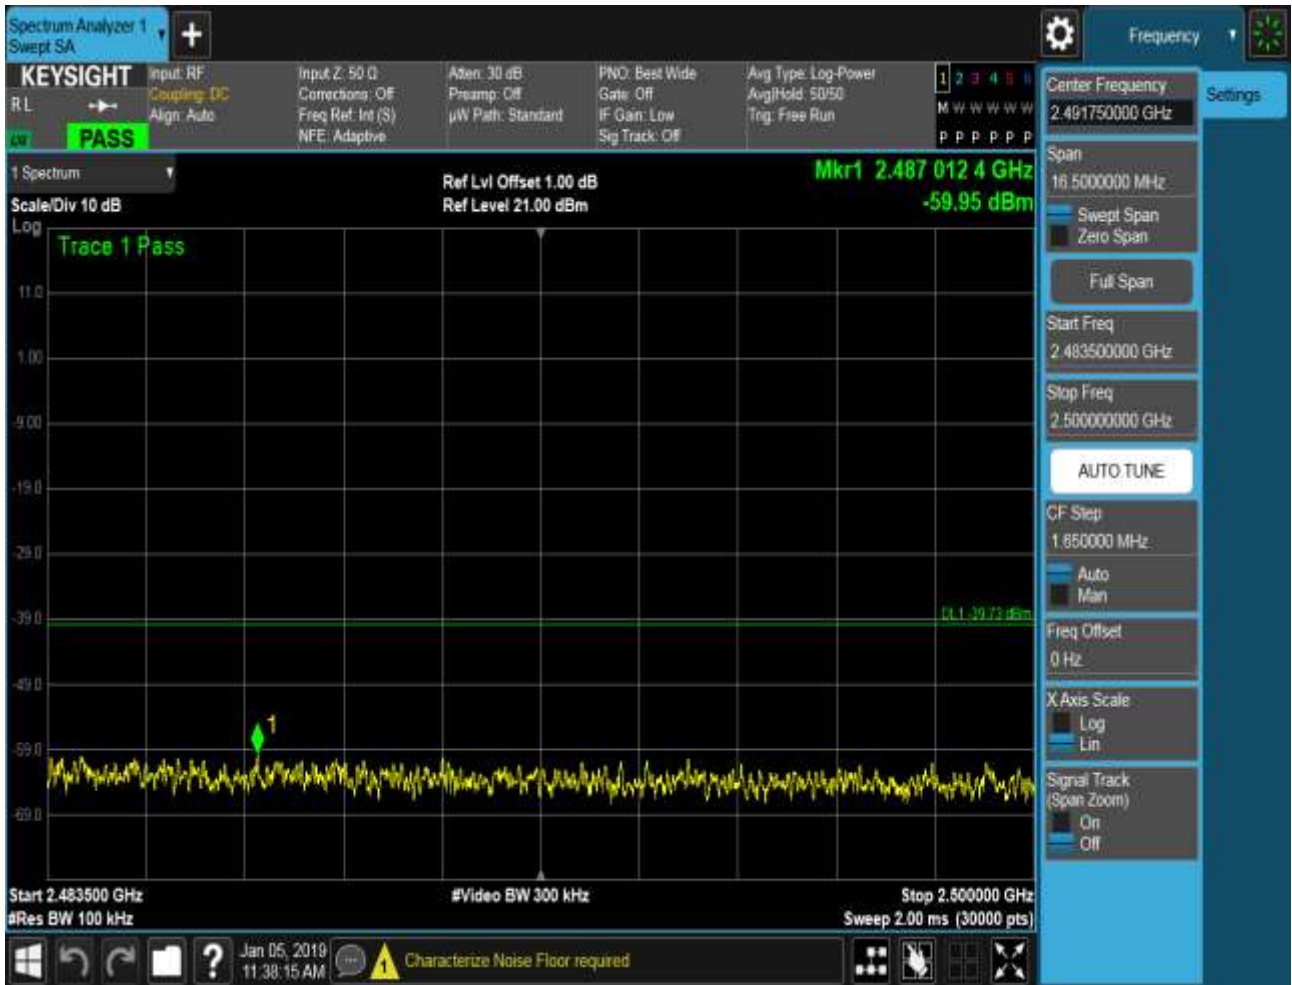 Spectrum Analyzer 1
Swept SA
+
Frequency
KEYSIGHT
R L
LXI
PASS
Input: RF
Coupling: DC
Align: Auto
Input Z: 50 Ω
Corrections: Off
Freq Ref: Int (S)
NFE: Adaptive
Atten: 30 dB
Preamp: Off
µW Path: Standard
PNO: Best Wide
Gate: Off
IF Gain: Low
Sig Track: Off
Avg Type: Log-Power
Avg|Hold: 50/50
Trig: Free Run
1 2 3 4 5 6
M W W W W W
P P P P P P
1 Spectrum
Scale/Div 10 dB
Log
Ref Lvl Offset 1.00 dB
Ref Level 21.00 dBm
Mkr1 2.487 012 4 GHz
-59.95 dBm
Trace 1 Pass
11.0
1.00
-9.00
-19.0
-29.0
-39.0
DL1 -39.73 dBm
-49.0
1
-59.0
-69.0
Start 2.483500 GHz
#Res BW 100 kHz
#Video BW 300 kHz
Stop 2.500000 GHz
Sweep 2.00 ms (30000 pts)
Center Frequency
2.491750000 GHz
Settings
Span
16.5000000 MHz
Swept Span
Zero Span
Full Span
Start Freq
2.483500000 GHz
Stop Freq
2.500000000 GHz
AUTO TUNE
CF Step
1.650000 MHz
Auto
Man
Freq Offset
0 Hz
X Axis Scale
Log
Lin
Signal Track
(Span Zoom)
On
Off
?
Jan 05, 2019
11:38:15 AM
1
Characterize Noise Floor required